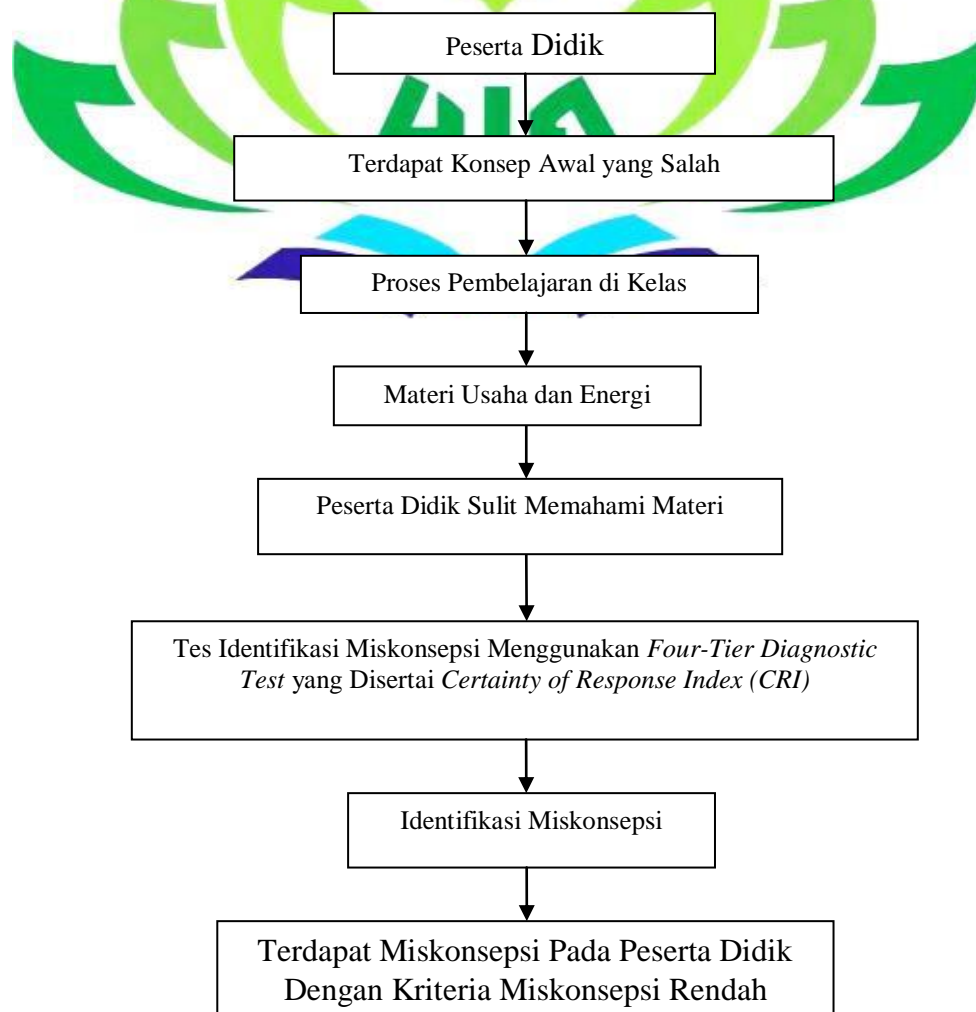 Peserta Didik
Terdapat Konsep Awal yang Salah
Proses Pembelajaran di Kelas
Materi Usaha dan Energi
Peserta Didik Sulit Memahami Materi
Tes Identifikasi Miskonsepsi Menggunakan Four-Tier Diagnostic
Test yang Disertai Certainty of Response Index (CRI)
Identifikasi Miskonsepsi
Terdapat Miskonsepsi Pada Peserta Didik
Dengan Kriteria Miskonsepsi Rendah